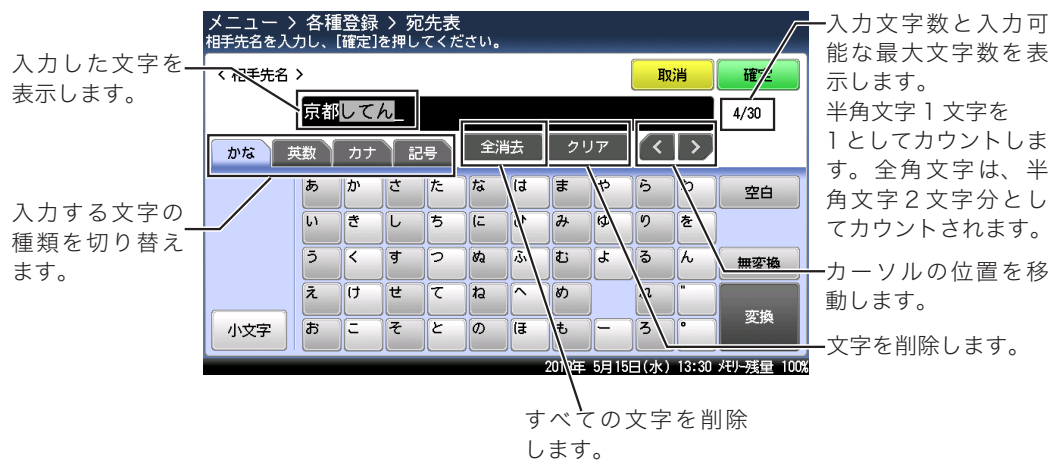 メニュー > 各種登録 > 宛先表
相手先名を入力し、[確定]を押してください。
< 相手先名 >
取消
確定
京都してん_
4/30
かな 英数 カナ 記号
全消去 クリア < >
あ か さ た な は ま や ら わ 空白
い き し ち に ひ み ゆ り を
う く す つ ぬ ふ む よ る ん 無変換
え け せ て ね へ め れ ゛ 変換
小文字 お こ そ と の ほ も ー ろ ゜
5月15日(水) 13:30 ﾒﾓﾘｰ残量 100%
入力した文字を
表示します。
入力する文字の
種類を切り替え
ます。
入力文字数と入力可
能な最大文字数を表
示します。
半角文字 1 文字を
1としてカウントしま
す。全角文字は、半
角文字 2 文字分とし
てカウントされます。
カーソルの位置を移
動します。
文字を削除します。
すべての文字を削除
します。